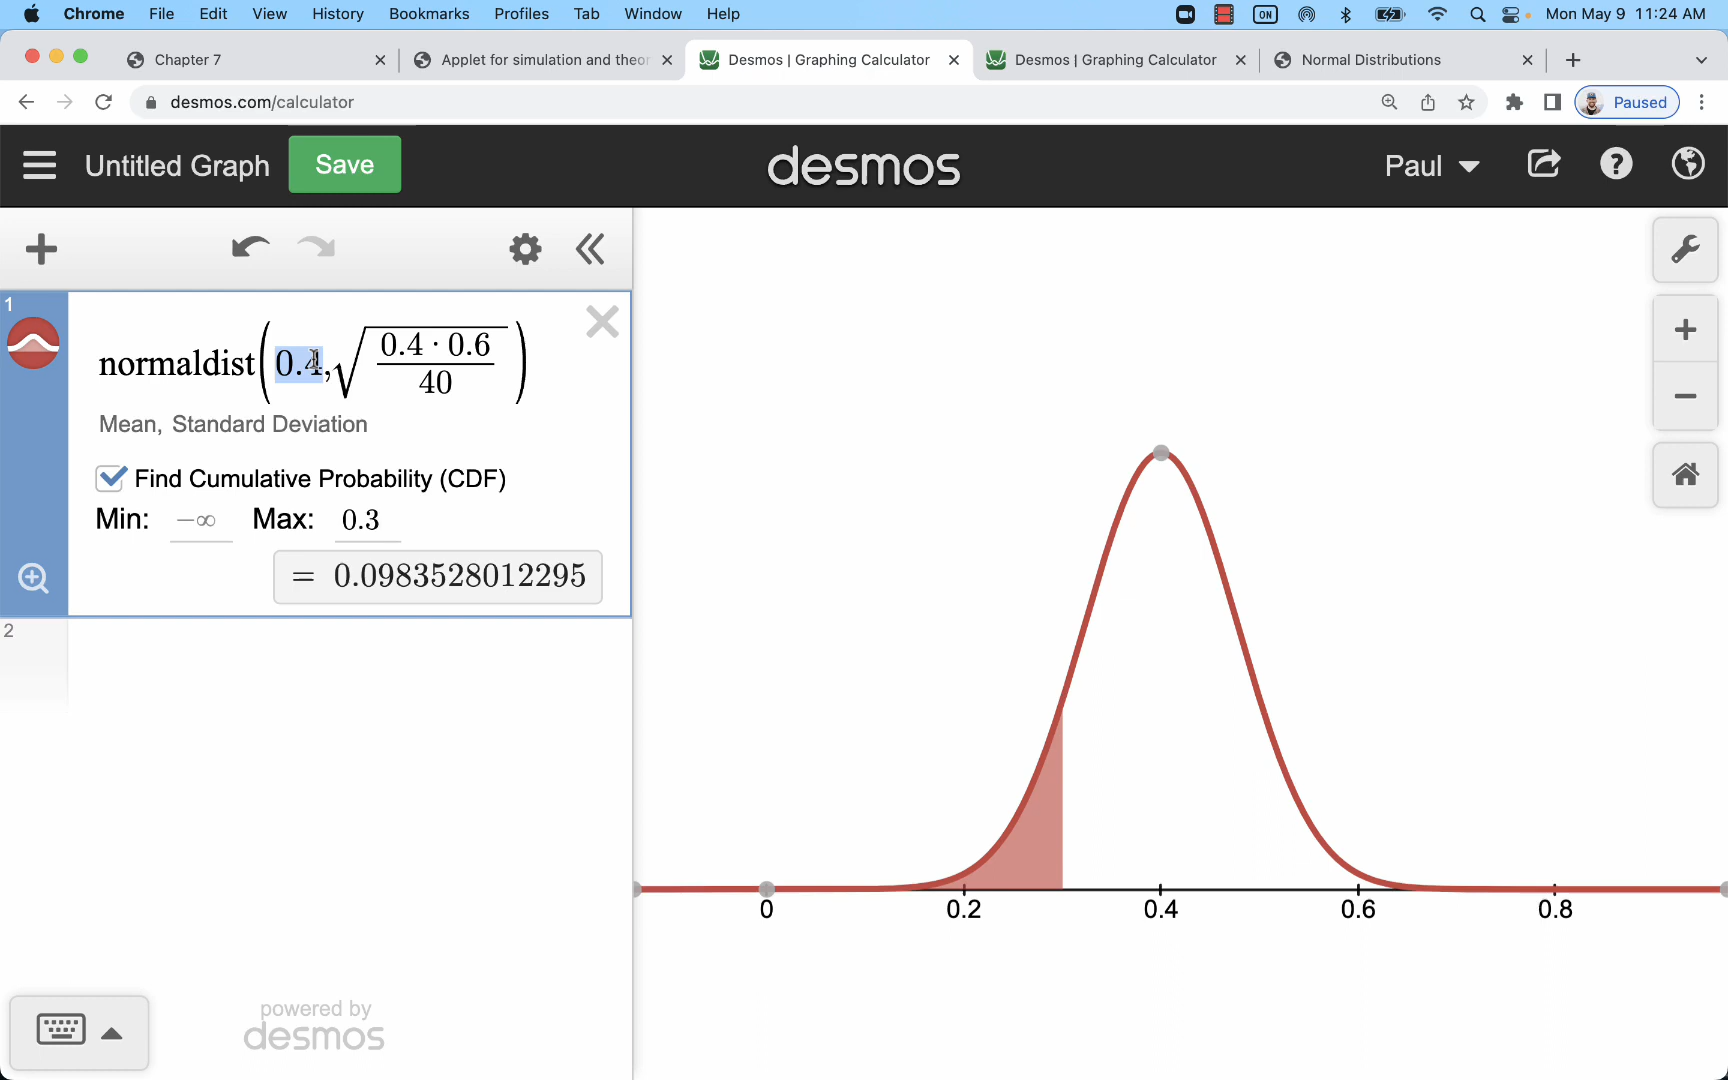 Chrome File Edit View History Bookmarks Profiles Tab Window Help ON Mon May 9 11:24 AM
Chapter 7 Applet for simulation and theor Desmos | Graphing Calculator Desmos | Graphing Calculator Normal Distributions
desmos.com/calculator Paused
Untitled Graph Save desmos Paul
1
normaldist(0.4,√(0.4 · 0.6 / 40))
Mean, Standard Deviation
Find Cumulative Probability (CDF)
Min: −∞ Max: 0.3
= 0.0983528012295
2
0 0.2 0.4 0.6 0.8
powered by
desmos